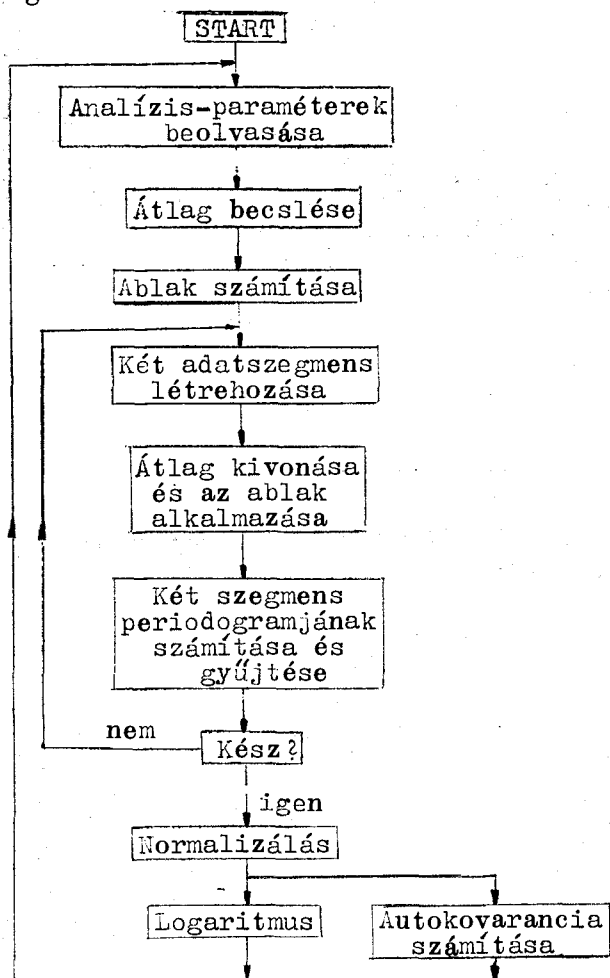 START
Analízis-paraméterek
beolvasása
Átlag becslése
Ablak számítása
Két adatszegmens
létrehozása
Átlag kivonása
és az ablak
alkalmazása
Két szegmens
periodogramjának
számítása és
gyűjtése
nem
Kész?
igen
Normalizálás
Logaritmus
Autokovarancia
számítása